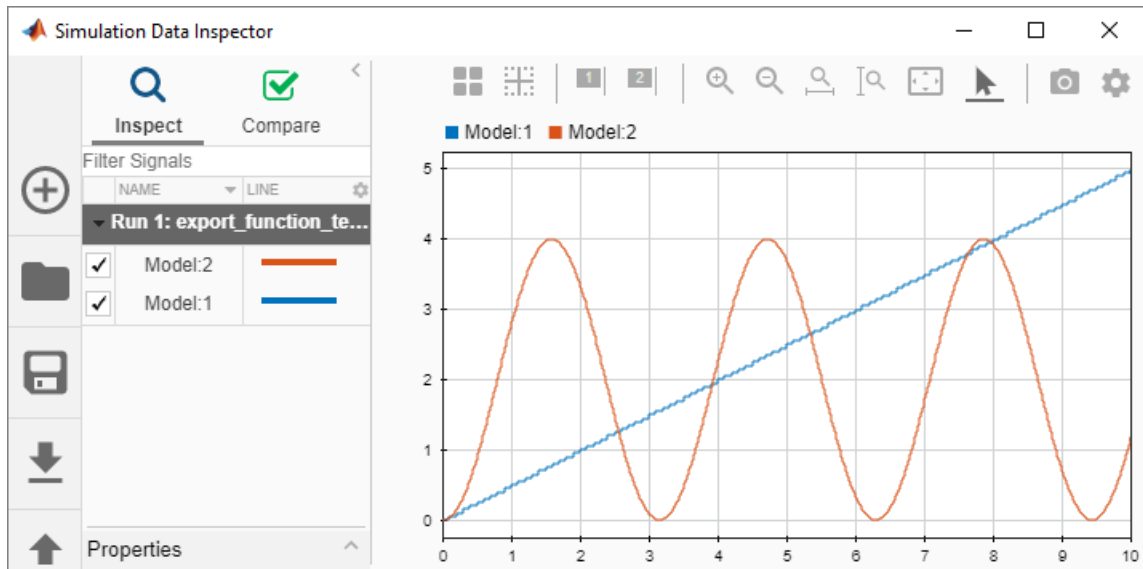 Simulation Data Inspector
Inspect Compare
Filter Signals
NAME LINE
Run 1: export_function_te...
Model:2
Model:1
Properties
1 2
Model:1 Model:2
5
4
3
2
1
0
0 1 2 3 4 5 6 7 8 9 10